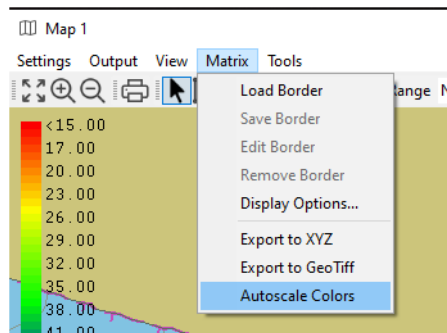 Map 1
Settings Output View Matrix Tools
Range
Load Border
Save Border
Edit Border
Remove Border
Display Options...
Export to XYZ
Export to GeoTiff
Autoscale Colors
<15.00
17.00
20.00
23.00
26.00
29.00
32.00
35.00
38.00
41.00